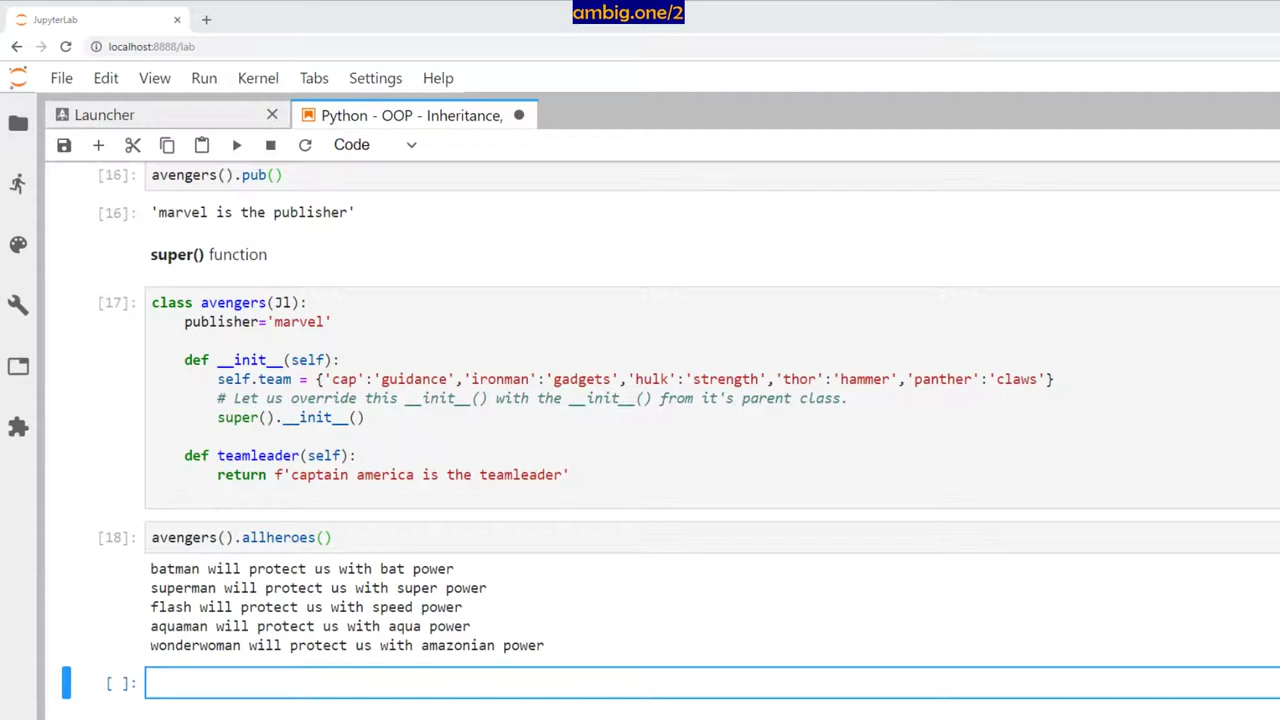 ambig.one/2
JupyterLab
localhost:8888/lab
File Edit View Run Kernel Tabs Settings Help
Launcher
Python - OOP - Inheritance,
Code
[16]: avengers().pub()
[16]: 'marvel is the publisher'
super() function
[17]: class avengers(Jl):
publisher='marvel'
def __init__(self):
self.team = {'cap':'guidance','ironman':'gadgets','hulk':'strength','thor':'hammer','panther':'claws'}
# Let us override this __init__() with the __init__() from it's parent class.
super().__init__()
def teamleader(self):
return f'captain america is the teamleader'
[18]: avengers().allheroes()
batman will protect us with bat power
superman will protect us with super power
flash will protect us with speed power
aquaman will protect us with aqua power
wonderwoman will protect us with amazonian power
[ ]: